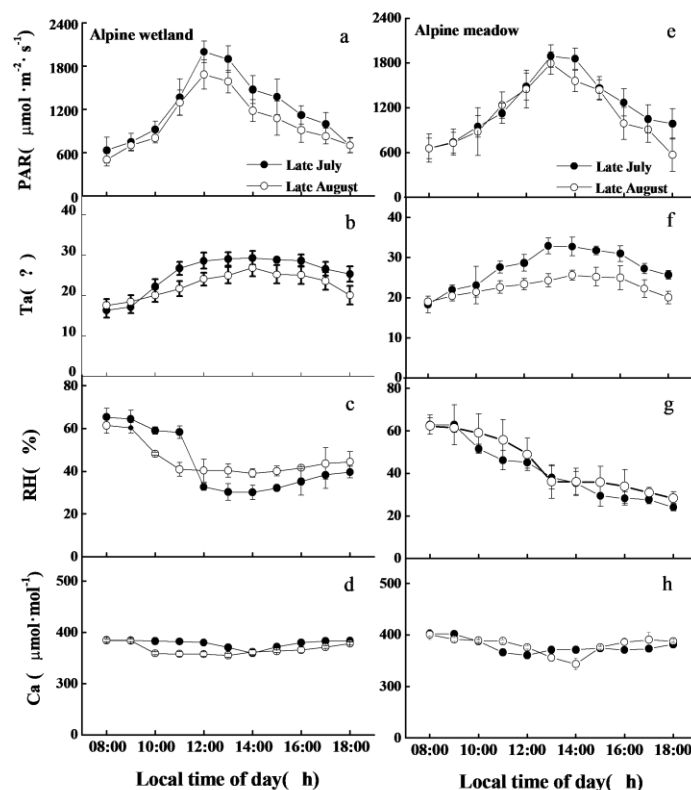 Alpine wetland
a
2400
1800
1200
600
0
PAR( μmol ·m⁻²· s⁻¹)
Late July
Late August
Alpine meadow
e
2400
1800
1200
600
0
Late July
Late August
b
40
30
20
10
0
Ta( ? )
f
40
30
20
10
0
c
80
60
40
20
0
RH( %)
g
80
60
40
20
0
d
500
400
300
0
Ca ( μmol·mol⁻¹)
08:00 10:00 12:00 14:00 16:00 18:00
Local time of day( h)
h
500
400
300
0
08:00 10:00 12:00 14:00 16:00 18:00
Local time of day( h)